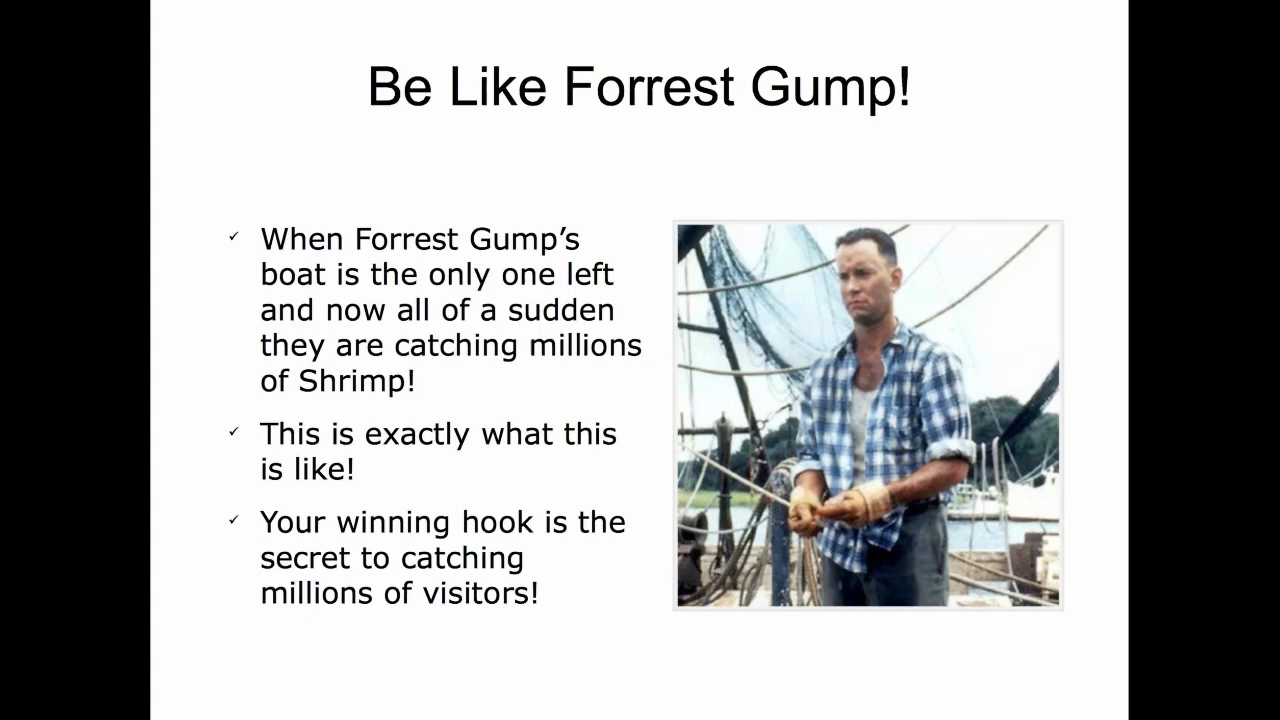 Be Like Forrest Gump!
✓ When Forrest Gump’s
boat is the only one left
and now all of a sudden
they are catching millions
of Shrimp!
✓ This is exactly what this
is like!
✓ Your winning hook is the
secret to catching
millions of visitors!